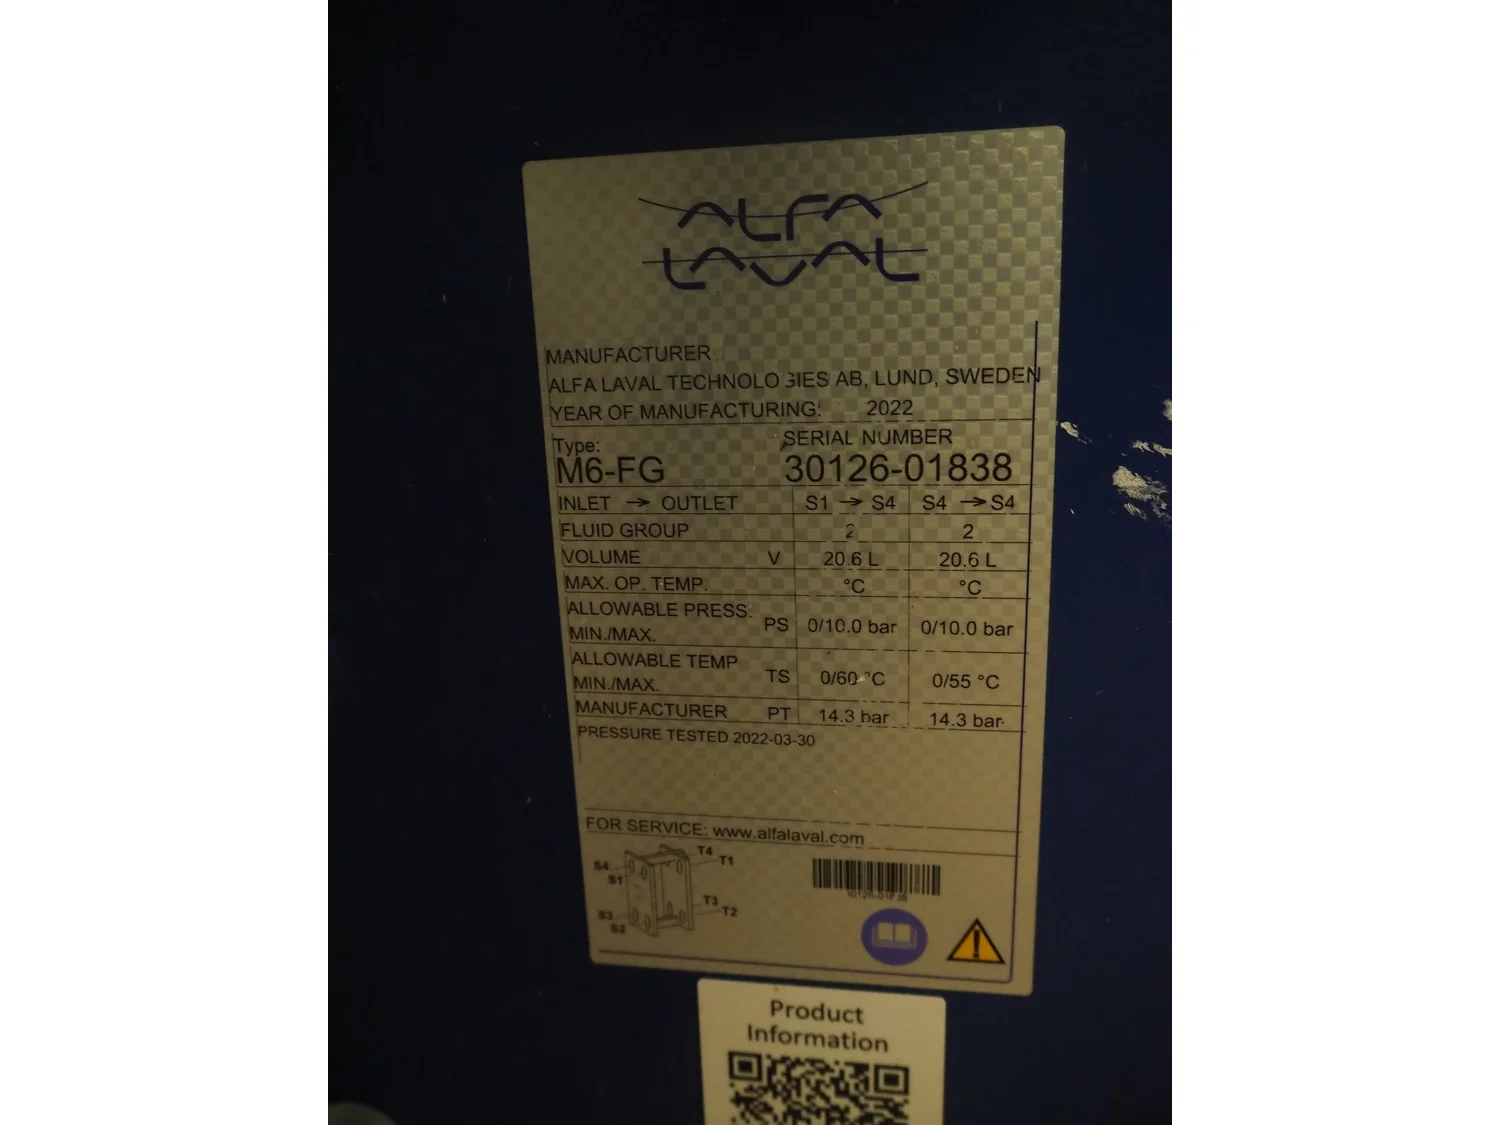 ALFA
LAVAL
MANUFACTURER
ALFA LAVAL TECHNOLOGIES AB, LUND, SWEDEN
YEAR OF MANUFACTURING: 2022
Type: SERIAL NUMBER
M6-FG 30126-01838
INLET → OUTLET S1 → S4 S4 → S4
FLUID GROUP 2 2
VOLUME V 20.6 L 20.6 L
MAX. OP. TEMP. °C °C
ALLOWABLE PRESS.
MIN./MAX. PS 0/10.0 bar 0/10.0 bar
ALLOWABLE TEMP
MIN./MAX. TS 0/60 °C 0/55 °C
MANUFACTURER PT 14.3 bar 14.3 bar
PRESSURE TESTED 2022-03-30
FOR SERVICE: www.alfalaval.com
S4 T4
S1 T1
S3 T3
S2 T2
30126-01838
Product
Information